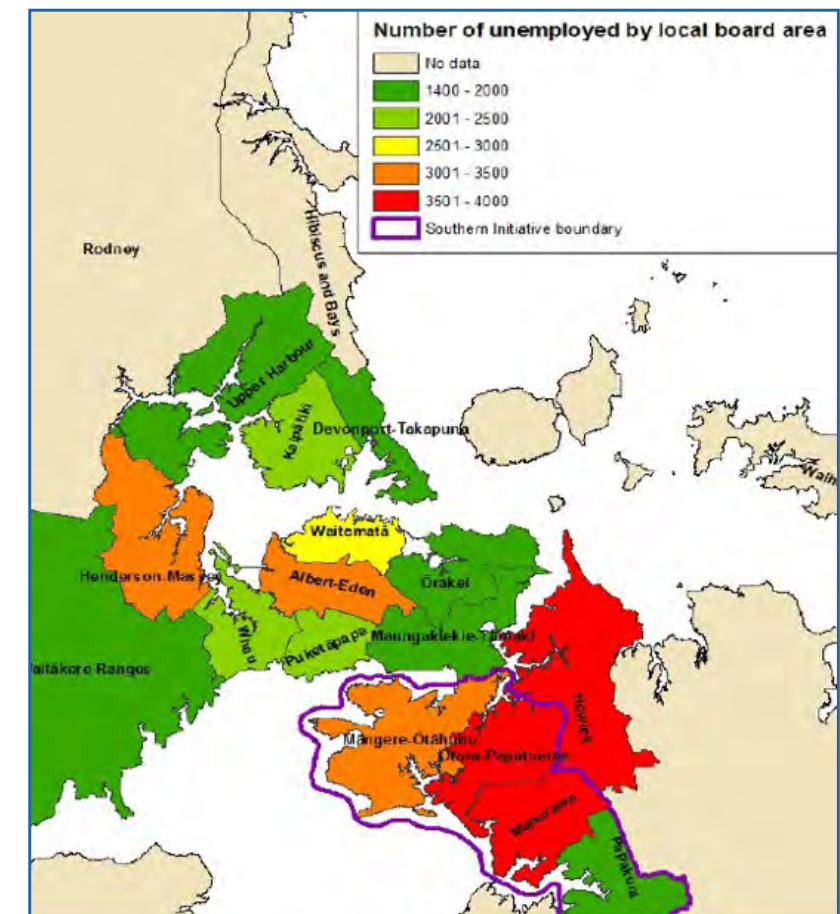 Number of unemployed by local board area
No data
1400 - 2000
2001 - 2500
2501 - 3000
3001 - 3500
3501 - 4000
Southern Initiative boundary
Rodney
Hibiscus and Bays
Upper Harbour
Kaipātiki
Devonport-Takapuna
Waih
Waitematā
Henderson-Massey
Albert-Eden
Ōrākei
Whau
Puketāpapa
Maungakiekie-Tāmaki
aitākere Ranges
Howick
Māngere-Ōtāhuhu
Ōtara-Papatoetoe
Manurewa
Papakura